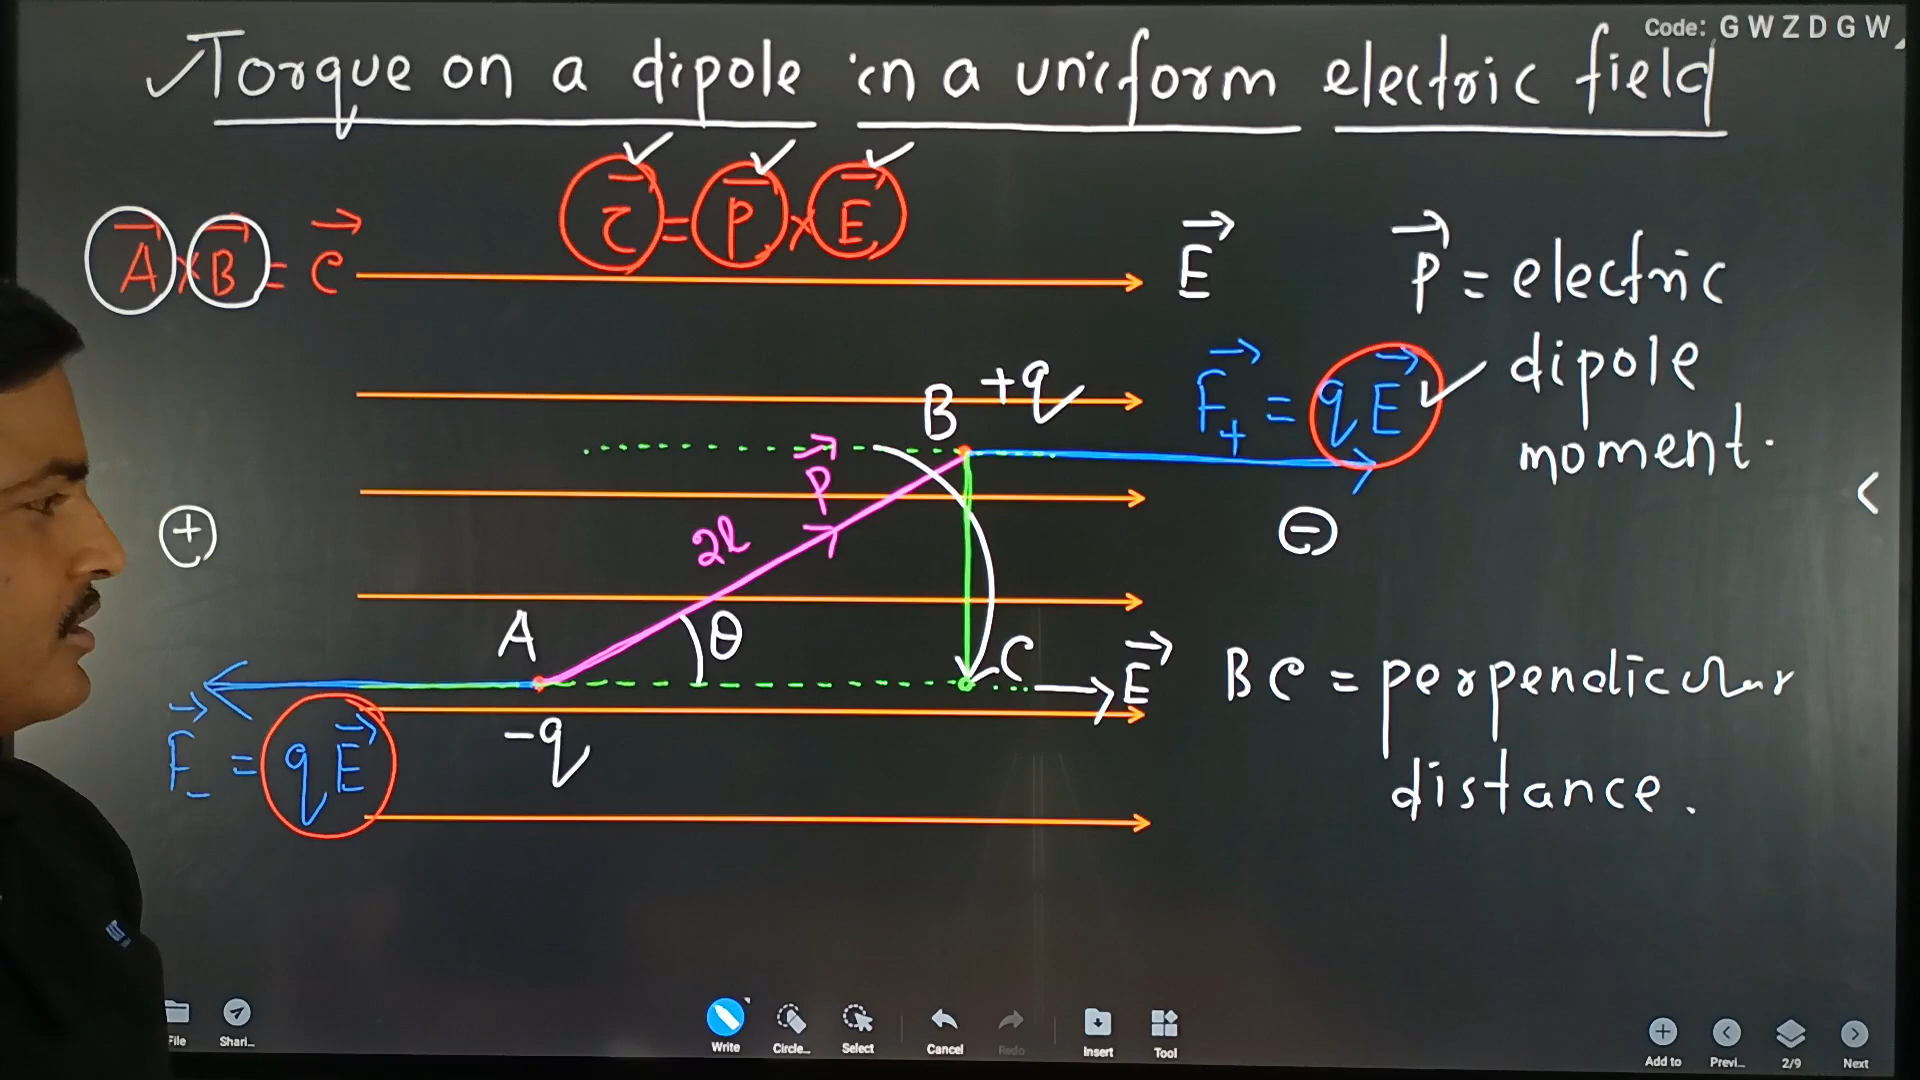 Code: GWZDGW
Torque on a dipole in a uniform electric field
A⃗ × B⃗ = C⃗
τ⃗ = P⃗ × E⃗
E⃗
P⃗ = electric
dipole
moment.
F⃗₊ = qE⃗
B +q
P⃗
2l
+
−
<
A
θ
C
E⃗
BC = perpendicular
distance.
F⃗₋ = qE⃗
-q
File
Shari...
Write
Circle...
Select
Cancel
Redo
Insert
Tool
Add to
Previ...
2/9
Next